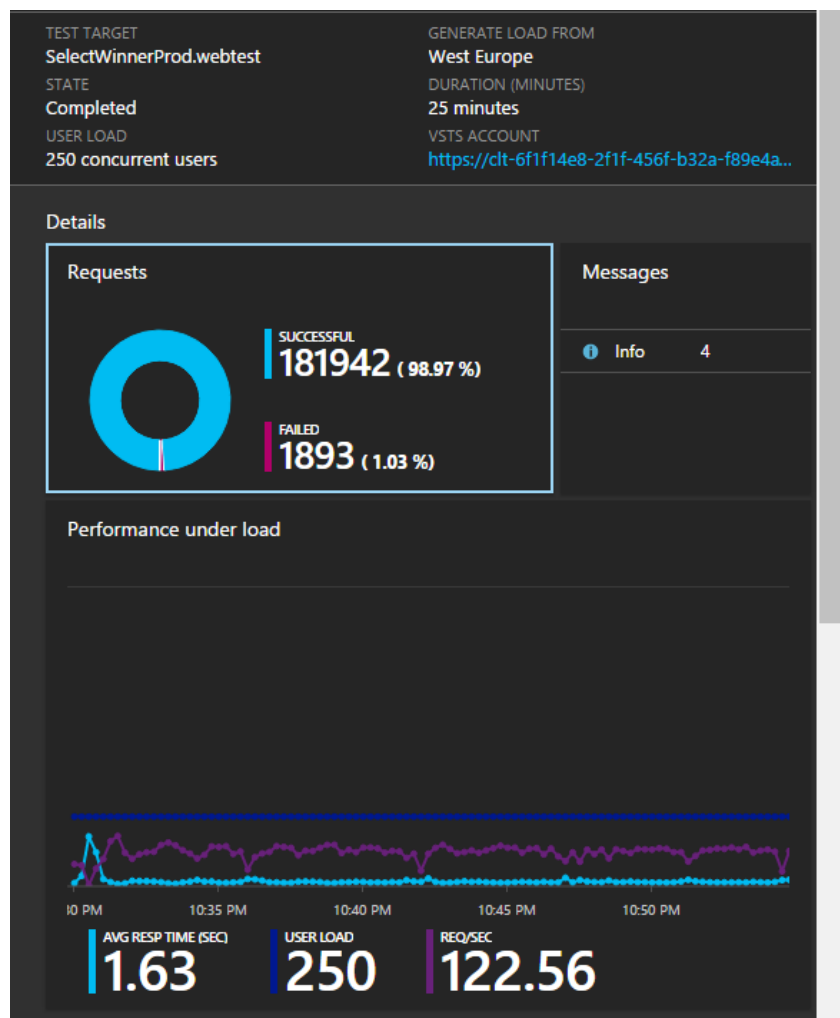 TEST TARGET
SelectWinnerProd.webtest
STATE
Completed
USER LOAD
250 concurrent users
GENERATE LOAD FROM
West Europe
DURATION (MINUTES)
25 minutes
VSTS ACCOUNT
https://clt-6f1f14e8-2f1f-456f-b32a-f89e4a...
Details
Requests
SUCCESSFUL
181942 ( 98.97 %)
FAILED
1893 ( 1.03 %)
Messages
Info 4
Performance under load
10:35 PM 10:40 PM 10:45 PM 10:50 PM
AVG RESP TIME (SEC)
1.63
USER LOAD
250
REQ/SEC
122.56